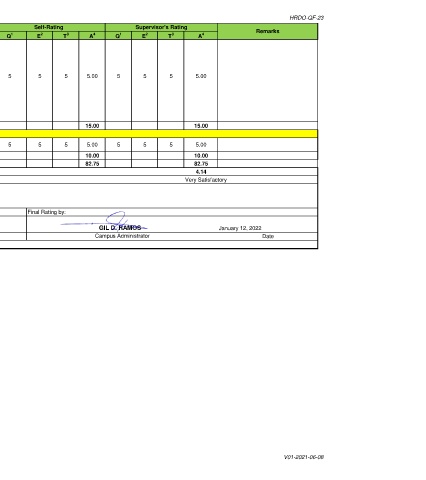 HRDO-QF-23
Self-Rating Supervisor's Rating Remarks
Q¹ E² T³ A⁴ Q¹ E² T³ A⁴
5 5 5 5.00 5 5 5 5.00
15.00 15.00
5 5 5 5.00 5 5 5 5.00
10.00 10.00
82.75 82.75
4.14
Very Satisfactory
Final Rating by:
GIL D. RAMOS January 12, 2022
Campus Administrator Date
V01-2021-06-08